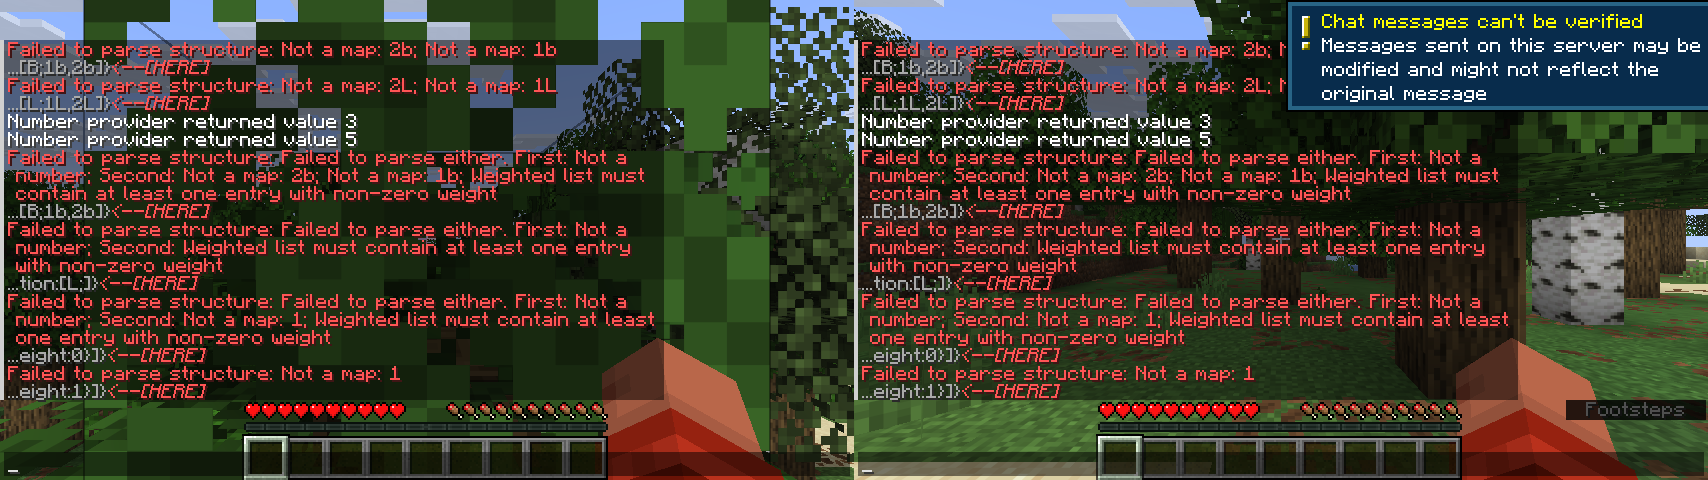 Failed to parse structure: Not a map: 2b; Not a map: 1b
...[B;1b,2b]}<--[HERE]
Failed to parse structure: Not a map: 2L; Not a map: 1L
...[L;1L,2L]}<--[HERE]
Number provider returned value 3
Number provider returned value 5
Failed to parse structure: Failed to parse either. First: Not a
number; Second: Not a map: 2b; Not a map: 1b; Weighted list must
contain at least one entry with non-zero weight
...[B;1b,2b]}<--[HERE]
Failed to parse structure: Failed to parse either. First: Not a
number; Second: Weighted list must contain at least one entry
with non-zero weight
...tion:[L;]}<--[HERE]
Failed to parse structure: Failed to parse either. First: Not a
number; Second: Not a map: 1; Weighted list must contain at least
one entry with non-zero weight
...eight:0}]}<--[HERE]
Failed to parse structure: Not a map: 1
...eight:1}]}<--[HERE]
_
Chat messages can't be verified
Messages sent on this server may be
modified and might not reflect the
original message
Failed to parse structure: Not a map: 2b;
...[B;1b,2b]}<--[HERE]
Failed to parse structure: Not a map: 2L;
...[L;1L,2L]}<--[HERE]
Number provider returned value 3
Number provider returned value 5
Failed to parse structure: Failed to parse either. First: Not a
number; Second: Not a map: 2b; Not a map: 1b; Weighted list must
contain at least one entry with non-zero weight
...[B;1b,2b]}<--[HERE]
Failed to parse structure: Failed to parse either. First: Not a
number; Second: Weighted list must contain at least one entry
with non-zero weight
...tion:[L;]}<--[HERE]
Failed to parse structure: Failed to parse either. First: Not a
number; Second: Not a map: 1; Weighted list must contain at least
one entry with non-zero weight
...eight:0}]}<--[HERE]
Failed to parse structure: Not a map: 1
...eight:1}]}<--[HERE]
Footsteps
_